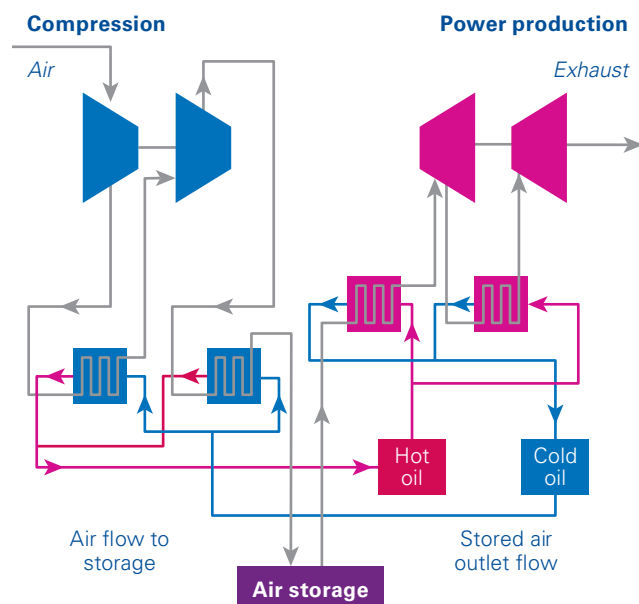 Compression
Power production
Air
Exhaust
Hot
oil
Cold
oil
Air flow to
storage
Stored air
outlet flow
Air storage